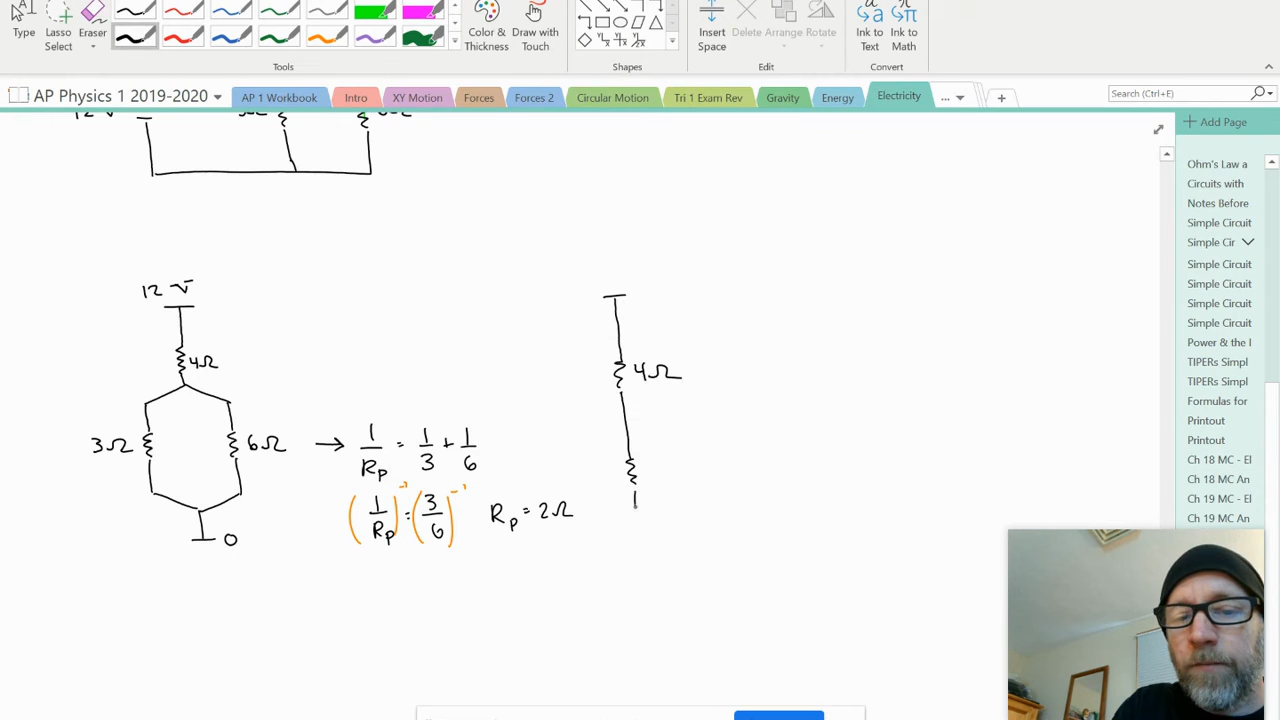 Type
Lasso
Select
Eraser
Color &
Thickness
Draw with
Touch
Insert
Space
Delete
Arrange
Rotate
Ink to
Text
Ink to
Math
Tools
Shapes
Edit
Convert
AP Physics 1 2019-2020
AP 1 Workbook
Intro
XY Motion
Forces
Forces 2
Circular Motion
Tri 1 Exam Rev
Gravity
Energy
Electricity
...
Search (Ctrl+E)
Add Page
Ohm's Law a
Circuits with
Notes Before
Simple Circuit
Simple Cir
Simple Circuit
Simple Circuit
Simple Circuit
Simple Circuit
Power & the I
TIPERs Simpl
TIPERs Simpl
Formulas for
Printout
Printout
Ch 18 MC - El
Ch 18 MC An
Ch 19 MC - El
Ch 19 MC An
12 V
12 V
4Ω
3Ω
6Ω
0
→ 1/Rp = 1/3 + 1/6
(1/Rp)⁻¹ = (3/6)⁻¹ Rp = 2Ω
4Ω